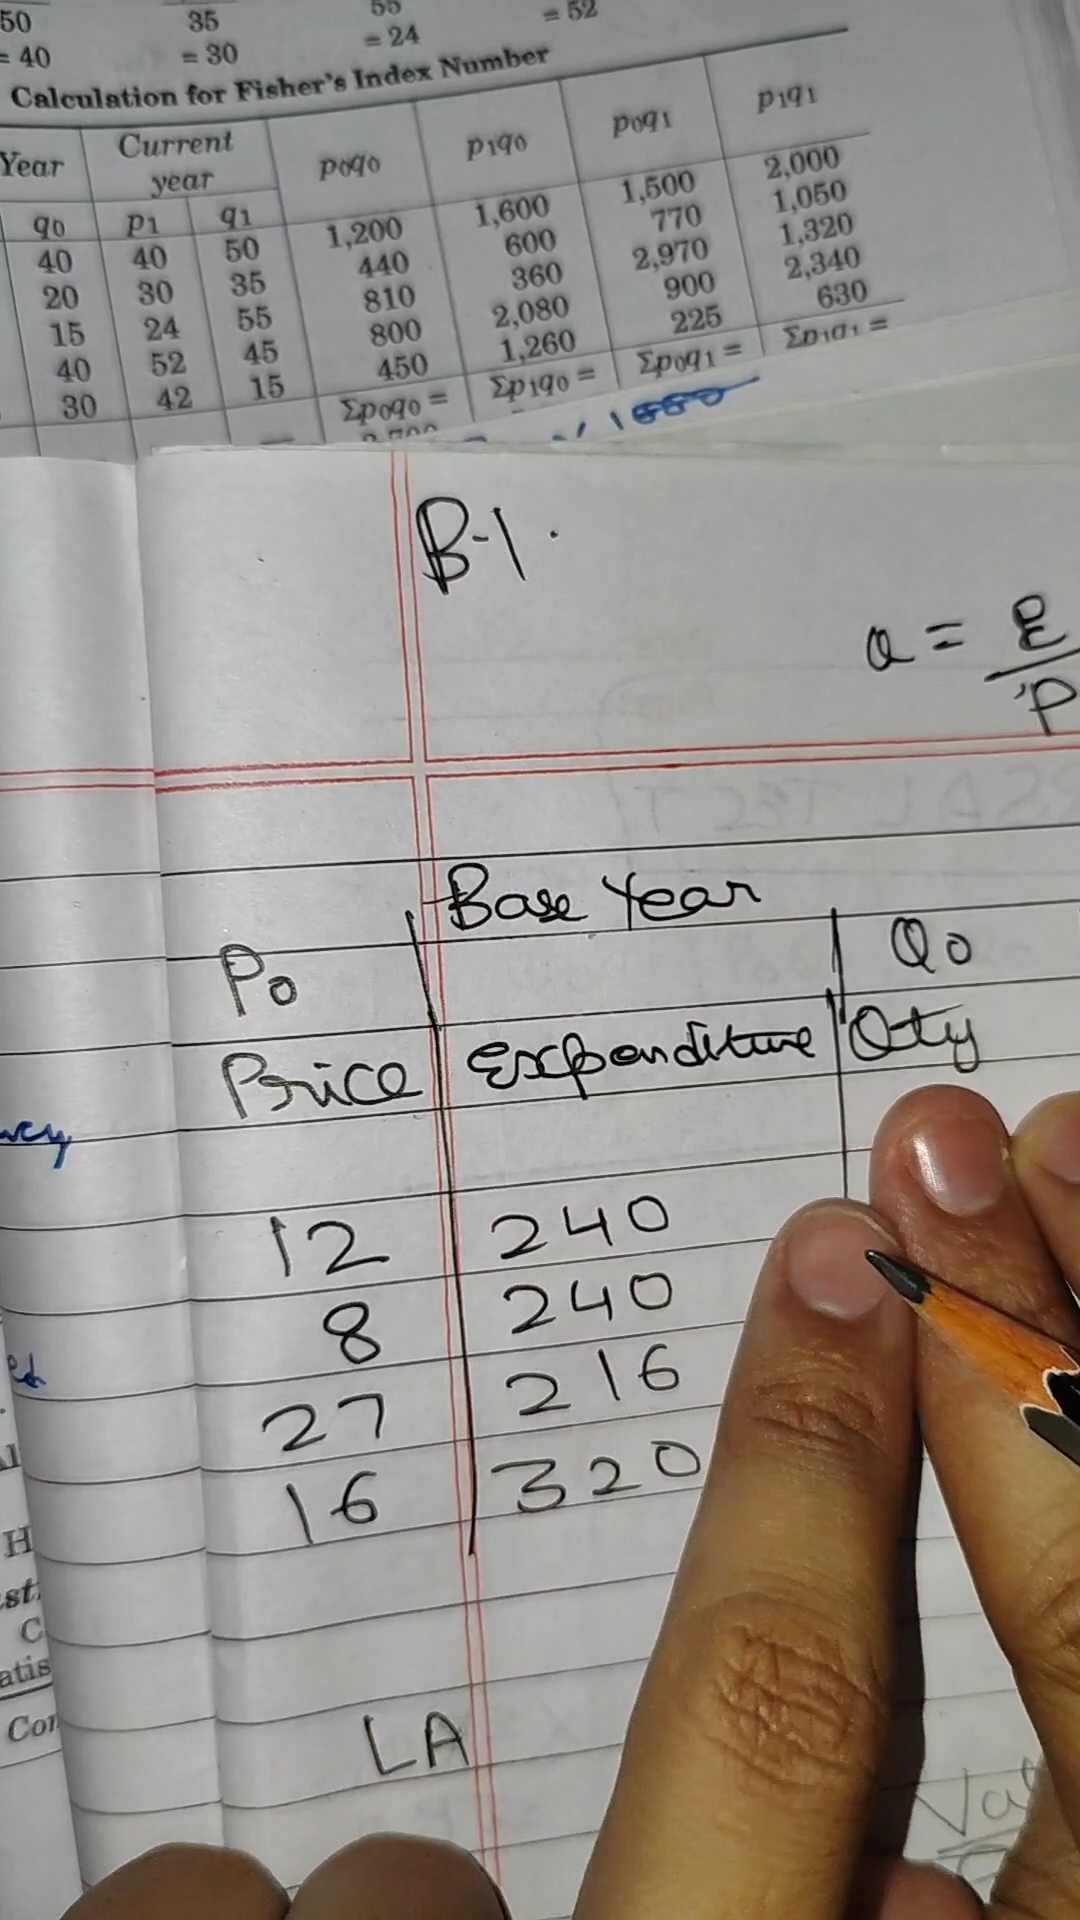 50 35 55 = 52
= 40 = 30 = 24
Calculation for Fisher's Index Number
Year Current year p0q0 p1q0 p0q1 p1q1
q0 p1 q1
40 40 50 1,200 1,600 1,500 2,000
20 30 35 440 600 770 1,050
15 24 55 810 360 2,970 1,320
40 52 45 800 2,080 900 2,340
30 42 15 450 1,260 225 630
Σp0q0 = Σp1q0 = Σp0q1 = Σp1q1 =
B-1.
Q = E
P
Base Year
P0 Q0
Price Expenditure Qty
12 240
8 240
27 216
16 320
H
C
LA